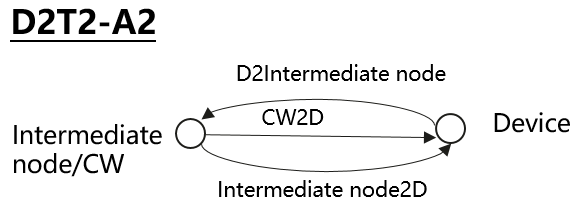 D2T2-A2
D2Intermediate node
CW2D
Intermediate
node/CW
Device
Intermediate node2D